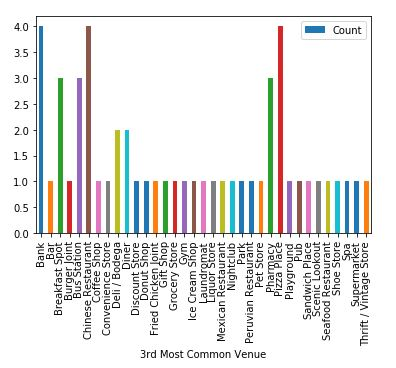 Count
4.0
3.5
3.0
2.5
2.0
1.5
1.0
0.5
0.0
Bank
Bar
Breakfast Spot
Burger Joint
Bus Station
Chinese Restaurant
Coffee Shop
Convenience Store
Deli / Bodega
Diner
Discount Store
Donut Shop
Fried Chicken Joint
Gift Shop
Grocery Store
Gym
Ice Cream Shop
Laundromat
Liquor Store
Mexican Restaurant
Nightclub
Park
Peruvian Restaurant
Pet Store
Pharmacy
Pizza Place
Playground
Pub
Sandwich Place
Scenic Lookout
Seafood Restaurant
Shoe Store
Spa
Supermarket
Thrift / Vintage Store
3rd Most Common Venue